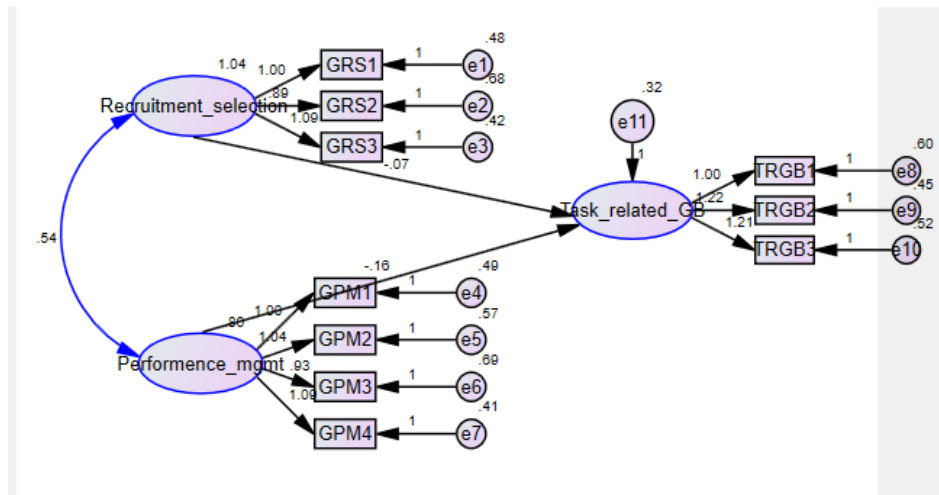 .48
1.04
1.00
GRS1
1
e1
.68
.89
Recruitment_selection
GRS2
1
e2
.42
1.09
GRS3
1
e3
-.07
.32
e11
1
.60
1.00
TRGB1
1
e8
.45
1.22
Task_related_GB
TRGB2
1
e9
.52
1.21
TRGB3
1
e10
.54
-.16
.49
GPM1
1
e4
1.00
.80
.57
1.04
GPM2
1
e5
Performence_mgmt
.93
.69
GPM3
1
e6
1.09
.41
GPM4
1
e7